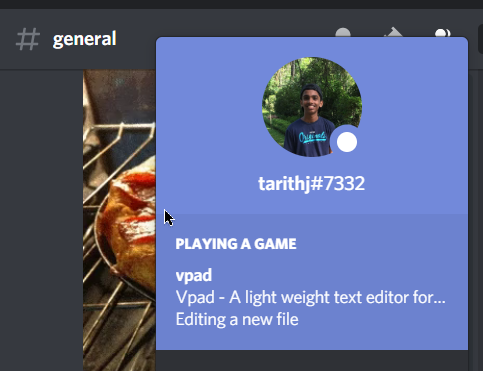 # general
tarithj#7332
PLAYING A GAME
vpad
Vpad - A light weight text editor for...
Editing a new file